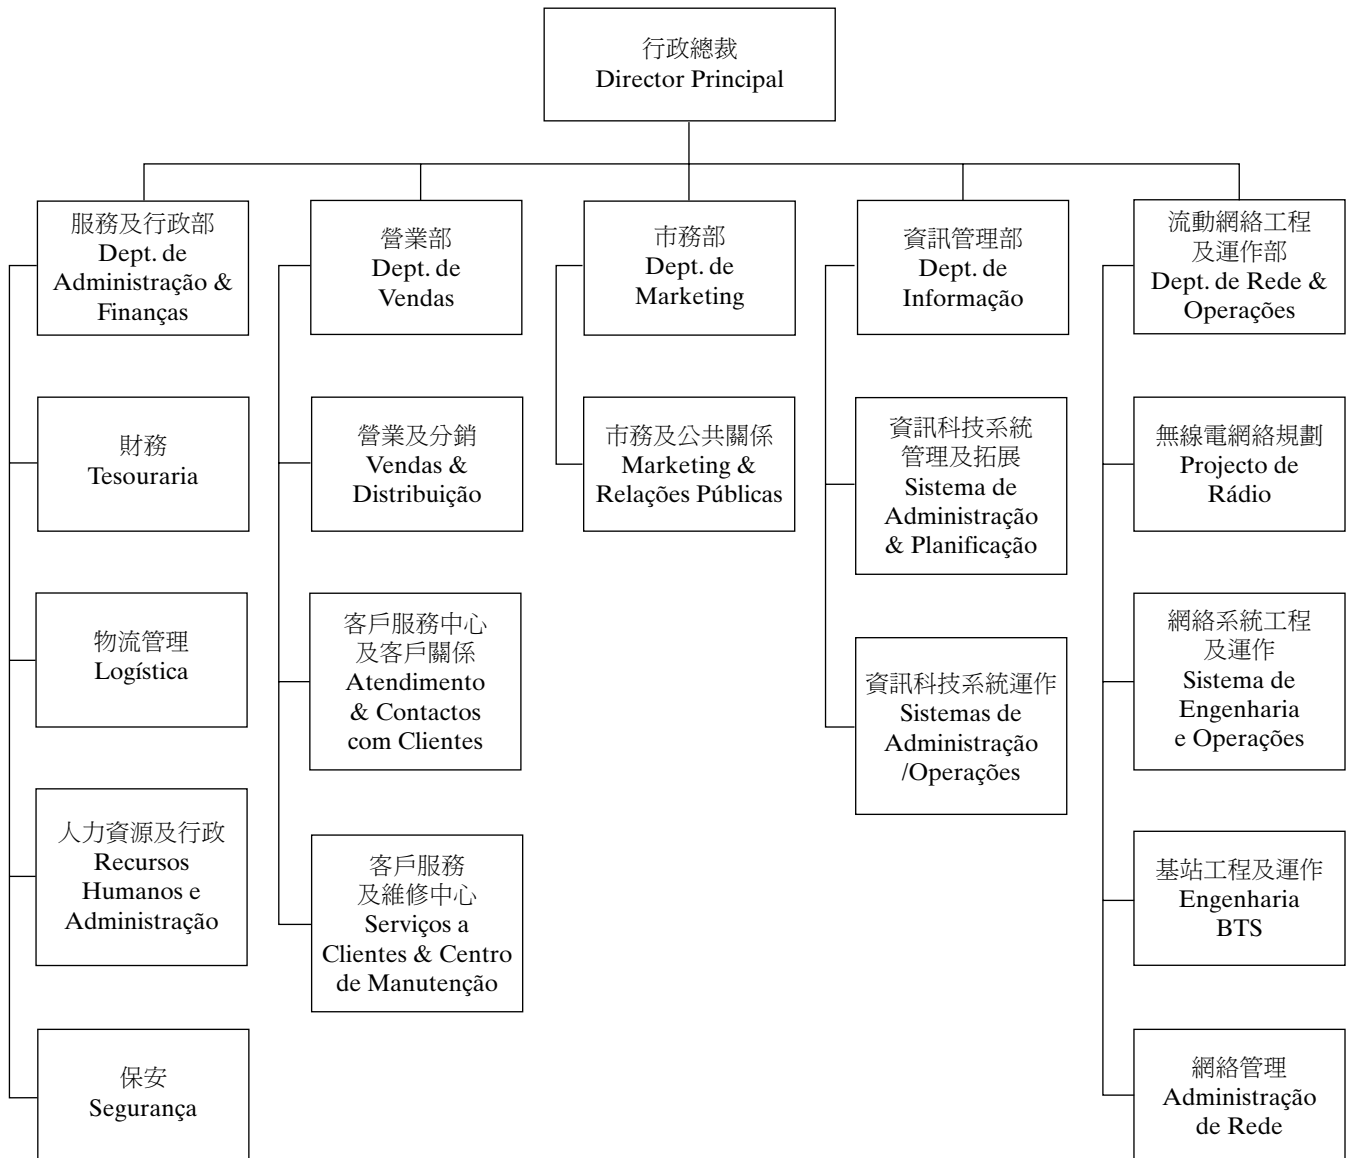 行政總裁
Director Principal
服務及行政部
Dept. de
Administração &
Finanças
財務
Tesouraria
物流管理
Logística
人力資源及行政
Recursos
Humanos e
Administração
保安
Segurança
營業部
Dept. de
Vendas
營業及分銷
Vendas &
Distribuição
客戶服務中心
及客戶關係
Atendimento
& Contactos
com Clientes
客戶服務
及維修中心
Serviços a
Clientes & Centro
de Manutenção
市務部
Dept. de
Marketing
市務及公共關係
Marketing &
Relações Públicas
資訊管理部
Dept. de
Informação
資訊科技系統
管理及拓展
Sistema de
Administração
& Planificação
資訊科技系統運作
Sistemas de
Administração
/Operações
流動網絡工程
及運作部
Dept. de Rede &
Operações
無線電網絡規劃
Projecto de
Rádio
網絡系統工程
及運作
Sistema de
Engenharia
e Operações
基站工程及運作
Engenharia
BTS
網絡管理
Administração
de Rede